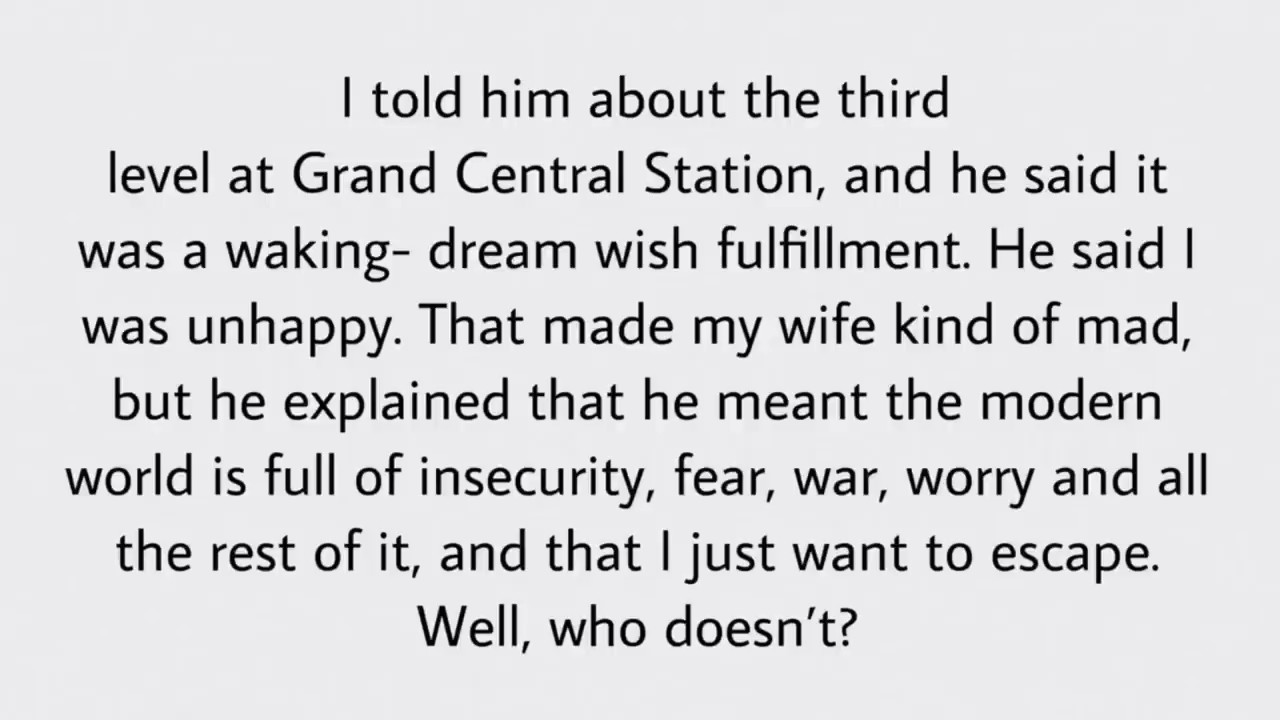 I told him about the third
level at Grand Central Station, and he said it
was a waking- dream wish fulfillment. He said I
was unhappy. That made my wife kind of mad,
but he explained that he meant the modern
world is full of insecurity, fear, war, worry and all
the rest of it, and that I just want to escape.
Well, who doesn’t?